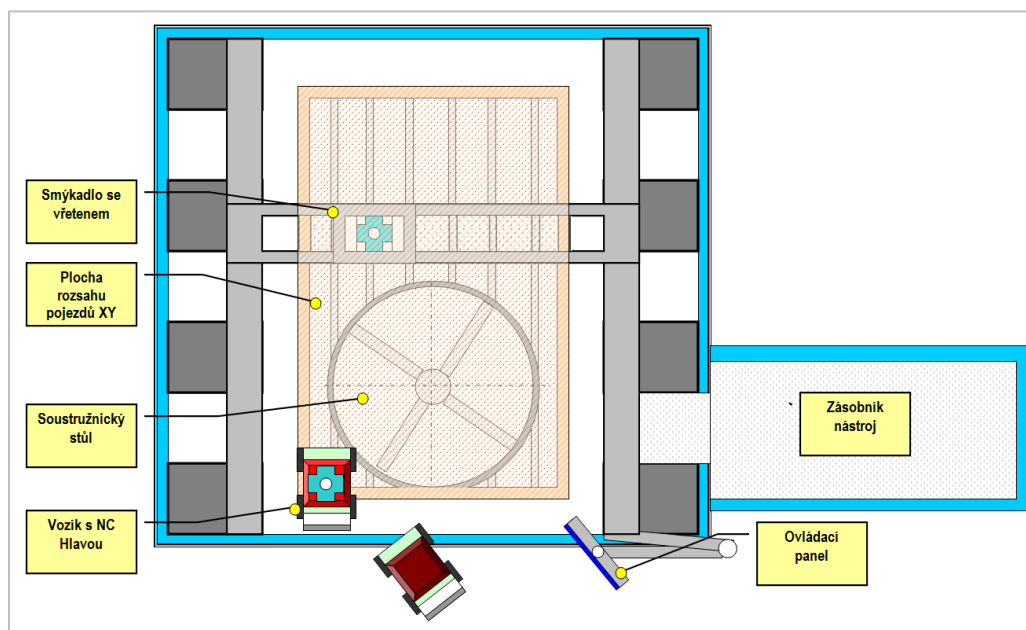 Smýkadlo se
vřetenem
Plocha
rozsahu
pojezdů XY
Soustružnický
stůl
Vozík s NC
Hlavou
Zásobník
nástroj
Ovládací
panel